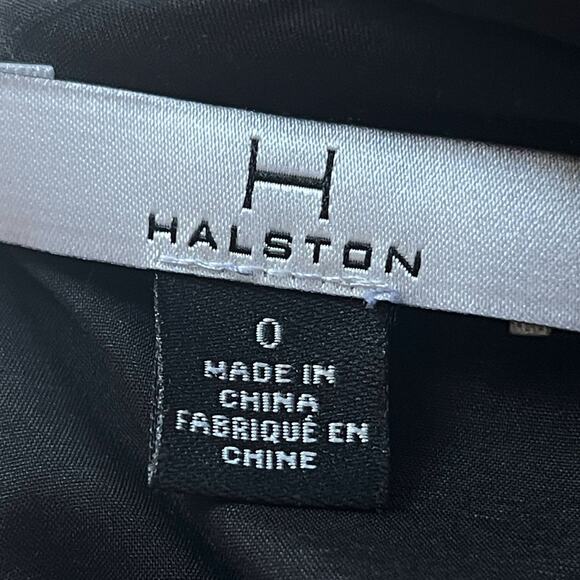 H
HALSTON
0
MADE IN
CHINA
FABRIQUÉ EN
CHINE